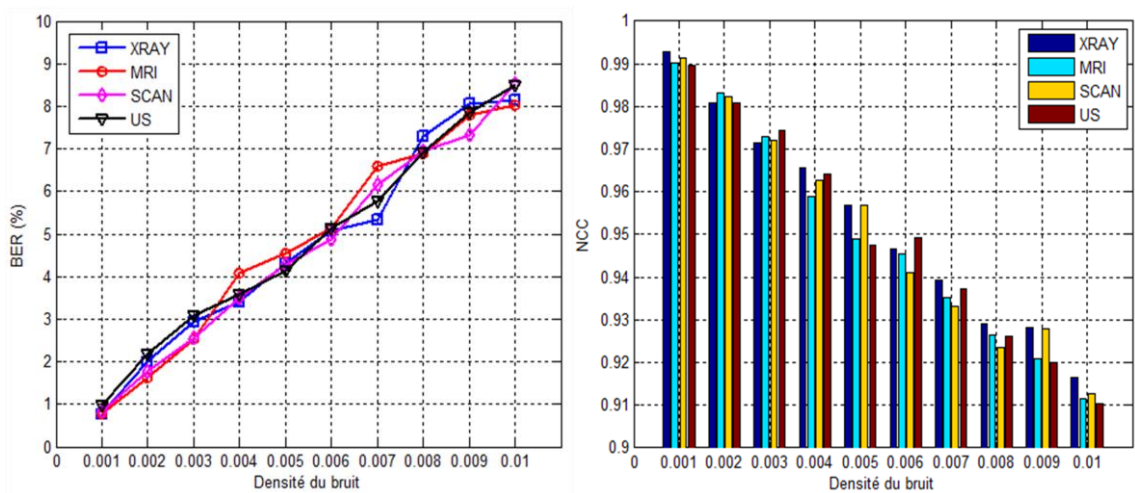 10
9
8
7
6
5
4
3
2
1
0
BER (%)
XRAY
MRI
SCAN
US
0 0.001 0.002 0.003 0.004 0.005 0.006 0.007 0.008 0.009 0.01
Densité du bruit
1
0.99
0.98
0.97
0.96
0.95
0.94
0.93
0.92
0.91
0.9
NCC
XRAY
MRI
SCAN
US
0 0.001 0.002 0.003 0.004 0.005 0.006 0.007 0.008 0.009 0.01
Densité du bruit